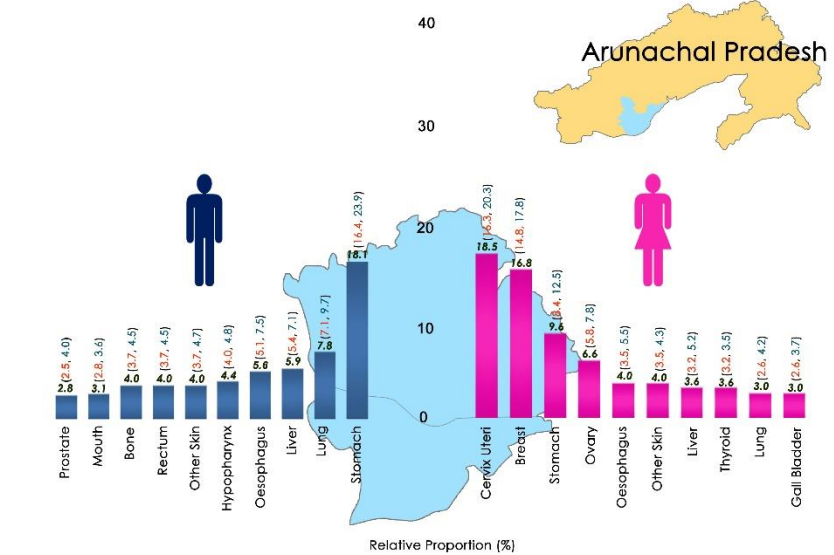 40
Arunachal Pradesh
30
20
10
0
2.8 (2.5, 4.0)
3.1 (2.8, 3.6)
4.0 (3.7, 4.5)
4.0 (3.7, 4.5)
4.0 (3.7, 4.7)
4.4 (4.0, 4.8)
5.6 (5.1, 7.5)
5.9 (5.4, 7.1)
7.8 (7.1, 9.7)
18.1 (16.4, 23.9)
18.5 (16.3, 20.3)
16.8 (14.8, 17.8)
9.6 (8.4, 12.5)
6.6 (5.8, 7.8)
4.0 (3.5, 5.5)
4.0 (3.5, 4.3)
3.6 (3.2, 5.2)
3.6 (3.2, 3.5)
3.0 (2.6, 4.2)
3.0 (2.6, 3.7)
Prostate
Mouth
Bone
Rectum
Other Skin
Hypopharynx
Oesophagus
Liver
Lung
Stomach
Cervix Uteri
Breast
Stomach
Ovary
Oesophagus
Other Skin
Liver
Thyroid
Lung
Gall Bladder
Relative Proportion (%)